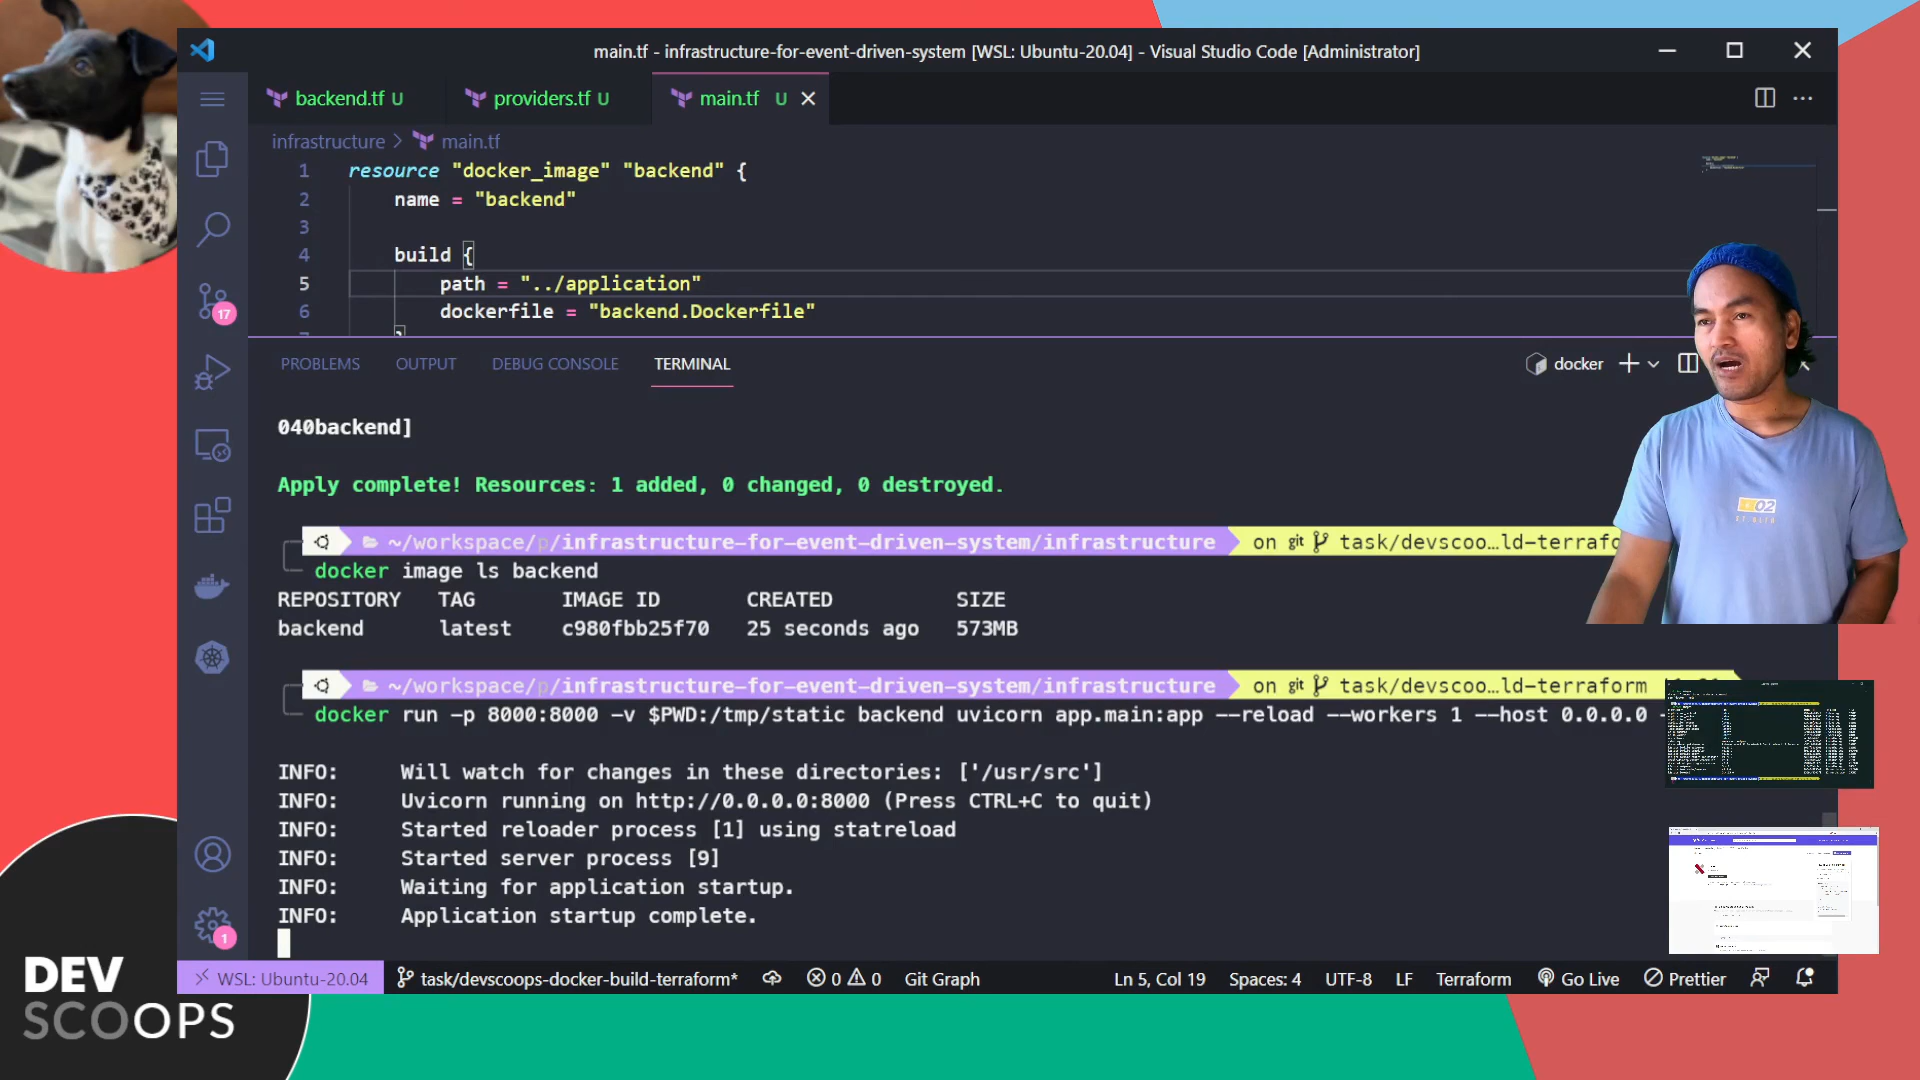 main.tf - infrastructure-for-event-driven-system [WSL: Ubuntu-20.04] - Visual Studio Code [Administrator]
backend.tf U providers.tf U main.tf U
infrastructure > main.tf
1 resource "docker_image" "backend" {
2 name = "backend"
3
4 build {
5 path = "../application"
6 dockerfile = "backend.Dockerfile"
17
PROBLEMS OUTPUT DEBUG CONSOLE TERMINAL docker
040backend]
Apply complete! Resources: 1 added, 0 changed, 0 destroyed.
~/workspace/p/infrastructure-for-event-driven-system/infrastructure on git task/devscoo…ld-terrafo
docker image ls backend
REPOSITORY TAG IMAGE ID CREATED SIZE
backend latest c980fbb25f70 25 seconds ago 573MB
~/workspace/p/infrastructure-for-event-driven-system/infrastructure on git task/devscoo…ld-terraform
docker run -p 8000:8000 -v $PWD:/tmp/static backend uvicorn app.main:app --reload --workers 1 --host 0.0.0.0
INFO: Will watch for changes in these directories: ['/usr/src']
INFO: Uvicorn running on http://0.0.0.0:8000 (Press CTRL+C to quit)
INFO: Started reloader process [1] using statreload
INFO: Started server process [9]
INFO: Waiting for application startup.
INFO: Application startup complete.
1
WSL: Ubuntu-20.04 task/devscoops-docker-build-terraform* 0 0 Git Graph Ln 5, Col 19 Spaces: 4 UTF-8 LF Terraform Go Live Prettier
DEV
SCOOPS
02